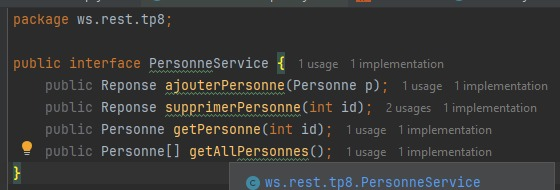 package ws.rest.tp8;
public interface PersonneService { 1 usage 1 implementation
public Reponse ajouterPersonne(Personne p); 1 usage 1 implementation
public Reponse supprimerPersonne(int id); 2 usages 1 implementation
public Personne getPersonne(int id); 1 usage 1 implementation
public Personne[] getAllPersonnes(); 1 usage 1 implementation
}
ws.rest.tp8.PersonneService